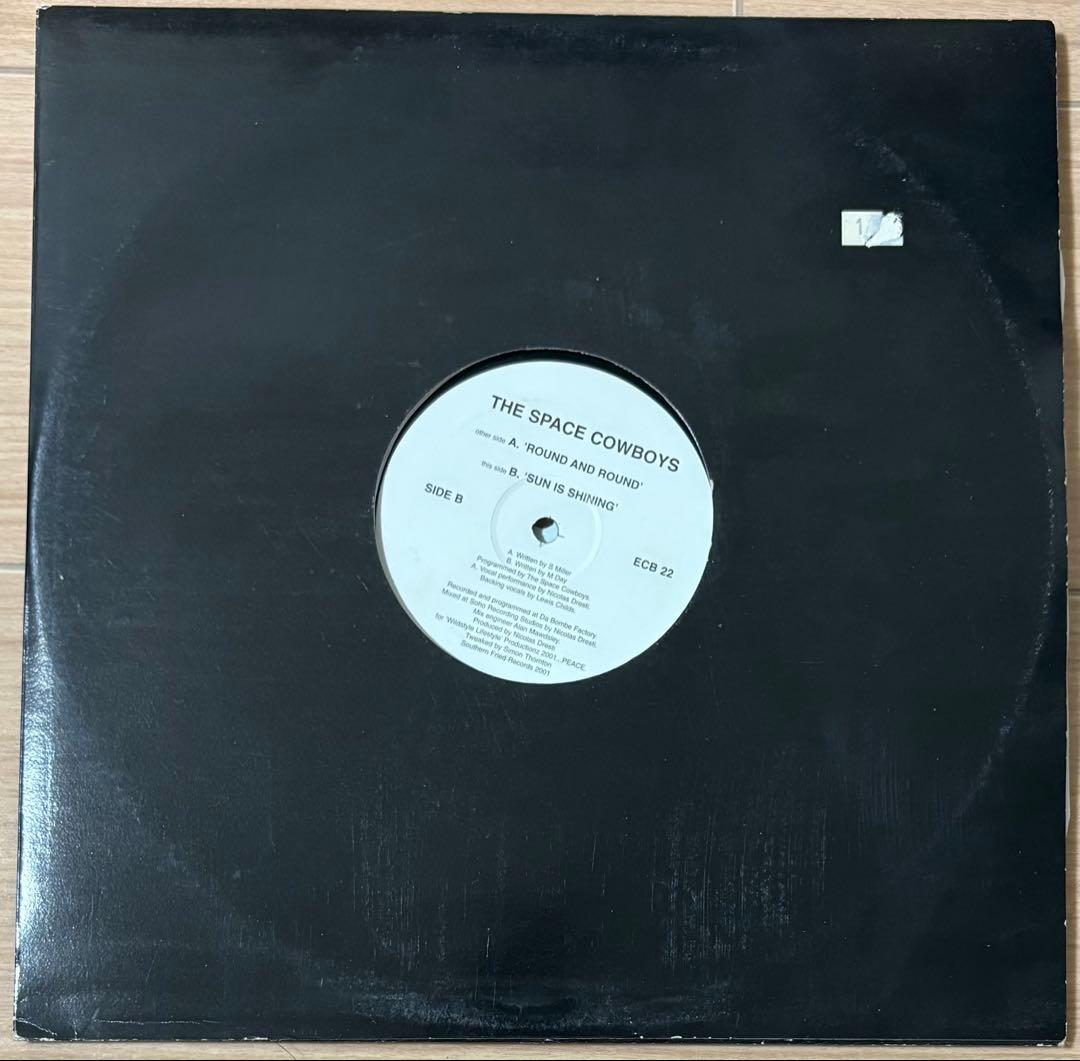 THE SPACE COWBOYS
other side A. 'ROUND AND ROUND'
this side B. 'SUN IS SHINING'
SIDE B
ECB 22
A. Written by S Miller
B. Written by M Day
Programmed by The Space Cowboys.
A. Vocal performance by Nicolas Dresti.
Backing vocals by Lewis Childs.
Recorded and programmed at Da Bombe Factory.
Mixed at Soho Recording Studios by Nicolas Dresti.
Mix engineer Alan Mawdsley
Produced by Nicolas Dresti
for 'Wildstyle Lifestyle' Productionz 2001...PEACE.
Tweaked by Simon Thornton
Southern Fried Records 2001
1